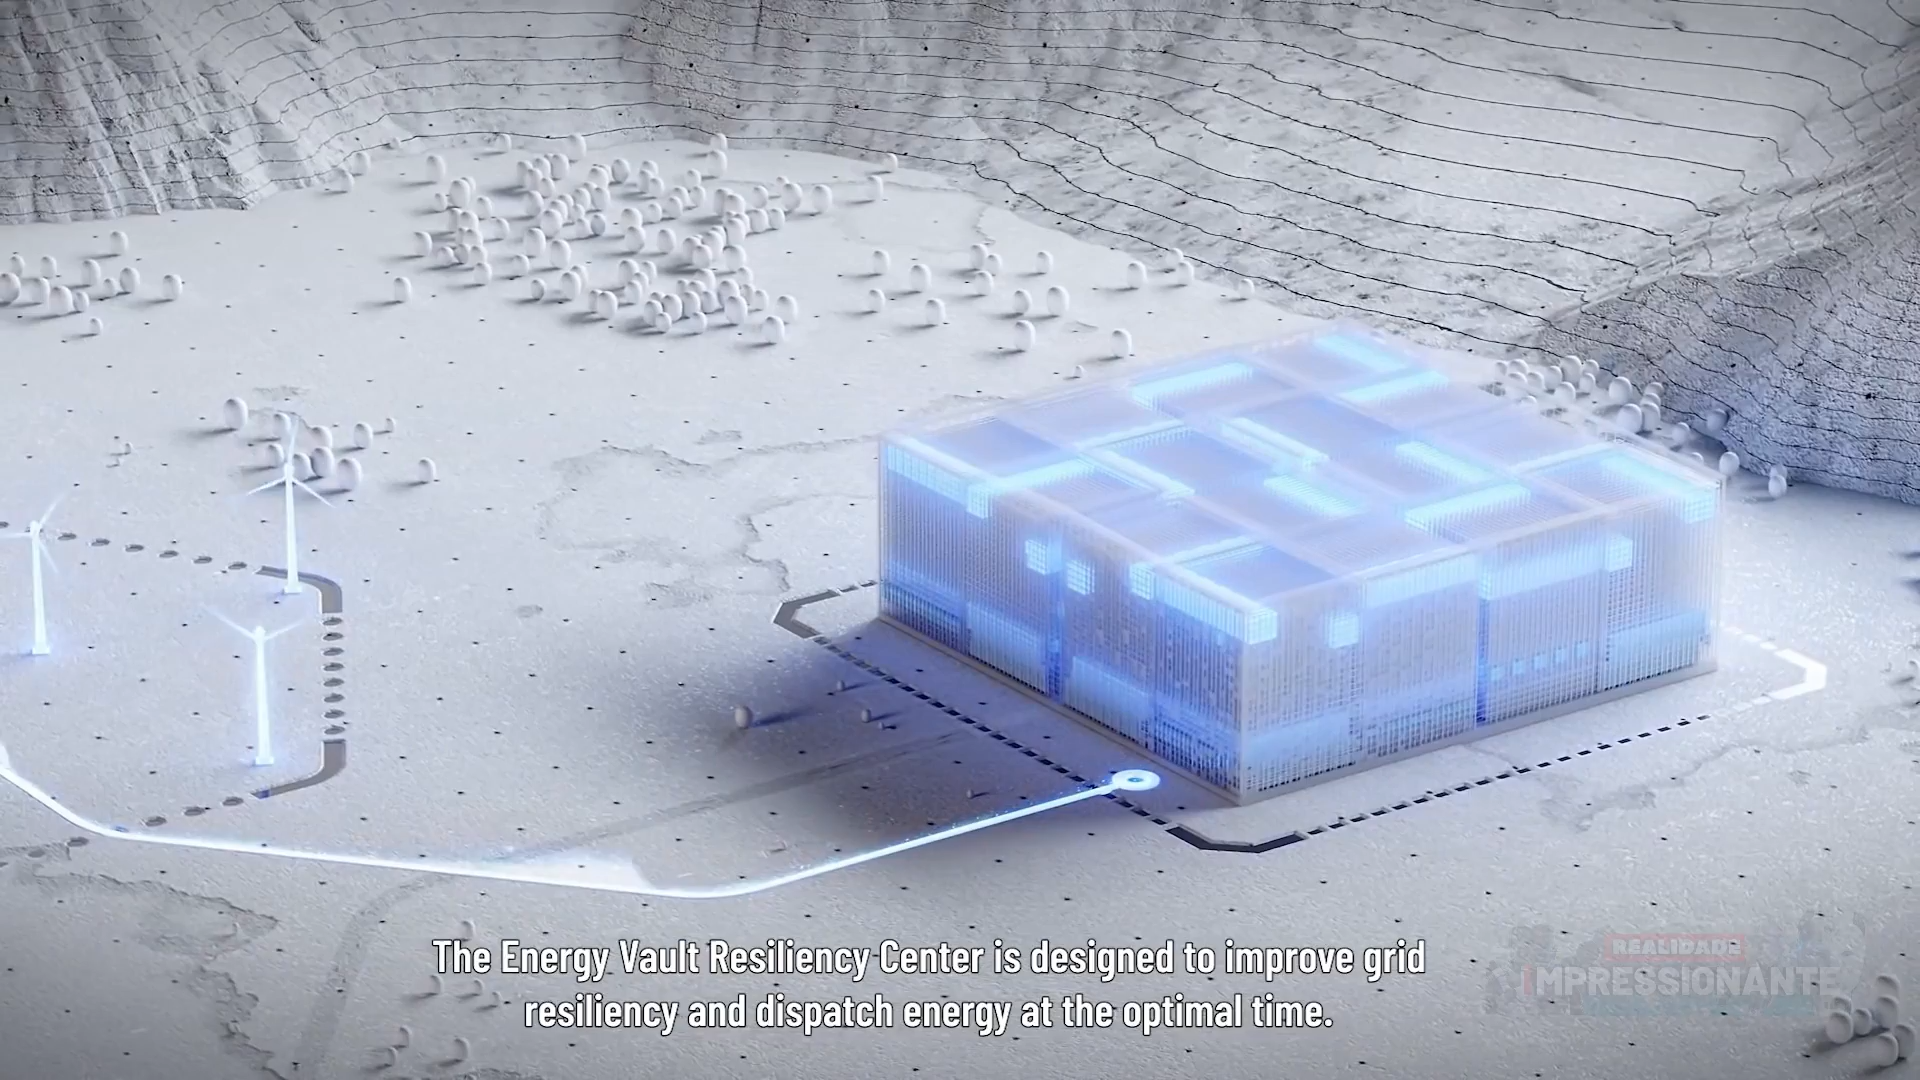 The Energy Vault Resiliency Center is designed to improve grid
resiliency and dispatch energy at the optimal time.
REALIDADE
IMPRESSIONANTE